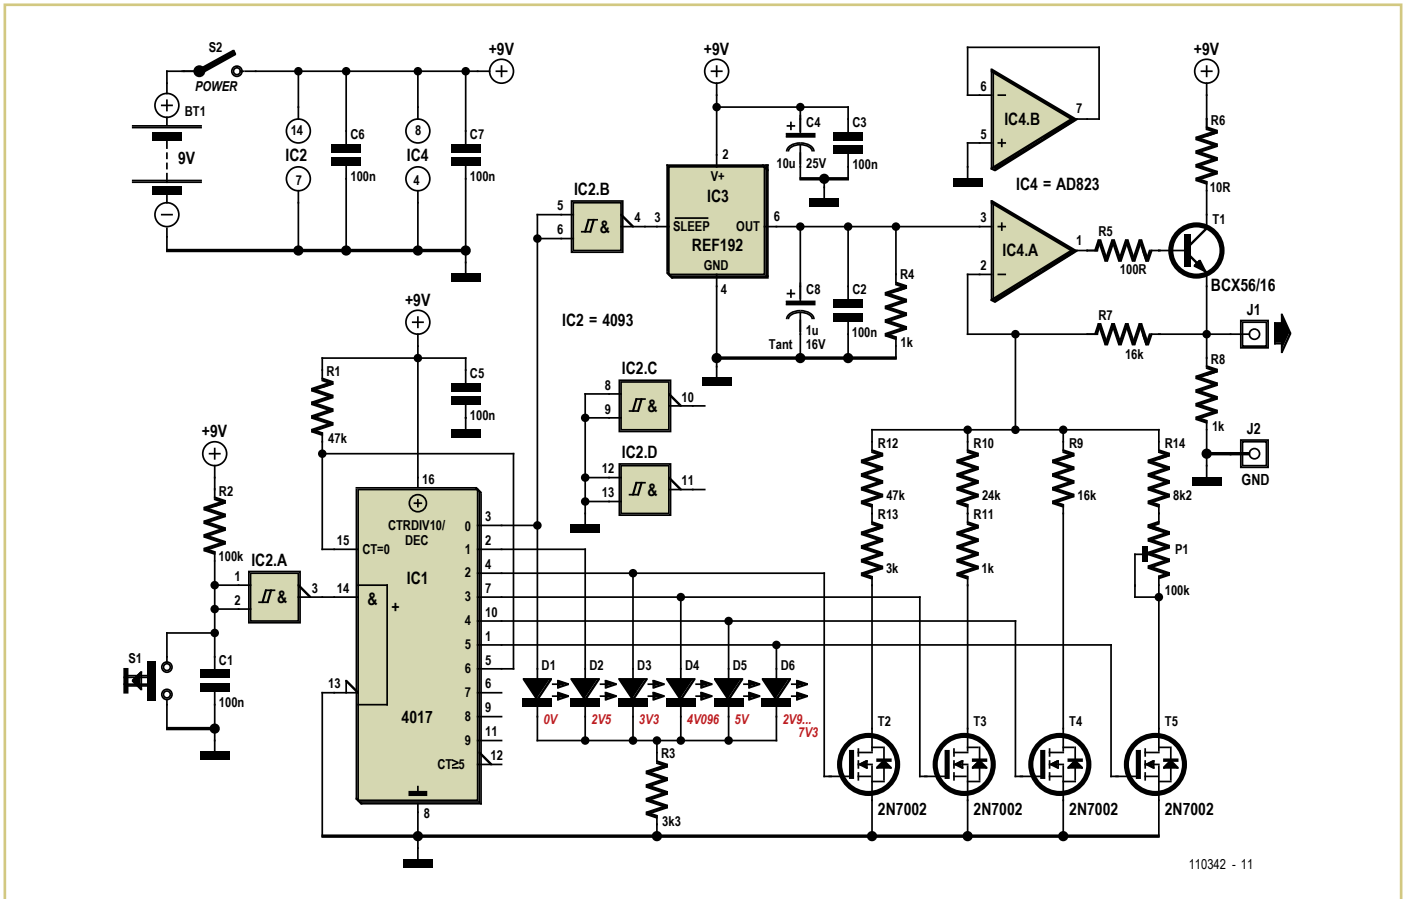 S2
POWER
+9V
BT1
9V
14
IC2
7
C6
100n
8
IC4
4
C7
100n
+9V
C4
10u 25V
C3
100n
2
V+
IC3
3
SLEEP
OUT
6
REF192
GND
4
IC2.B
5
6
&
4
IC2 = 4093
C8
1u
Tant 16V
C2
100n
R4
1k
6
5
IC4.B
7
IC4 = AD823
3
2
IC4.A
1
R5
100R
+9V
R6
10R
T1
BCX56/16
R7
16k
J1
R8
1k
J2
GND
+9V
R1
47k
C5
100n
IC2.C
8
9
&
10
IC2.D
12
13
&
11
+9V
R2
100k
IC2.A
1
2
&
3
S1
C1
100n
16
CTRDIV10/
DEC
15
CT=0
IC1
14
&
+
13
4017
CT≥5
8
0 3
1 2
2 4
3 7
4 10
5 1
6 5
7 6
8 9
9 11
12
D1
0V
D2
2V5
D3
3V3
D4
4V096
D5
5V
D6
2V9...
7V3
R3
3k3
R12
47k
R13
3k
R10
24k
R11
1k
R9
16k
R14
8k2
P1
100k
T2
2N7002
T3
2N7002
T4
2N7002
T5
2N7002
110342 - 11